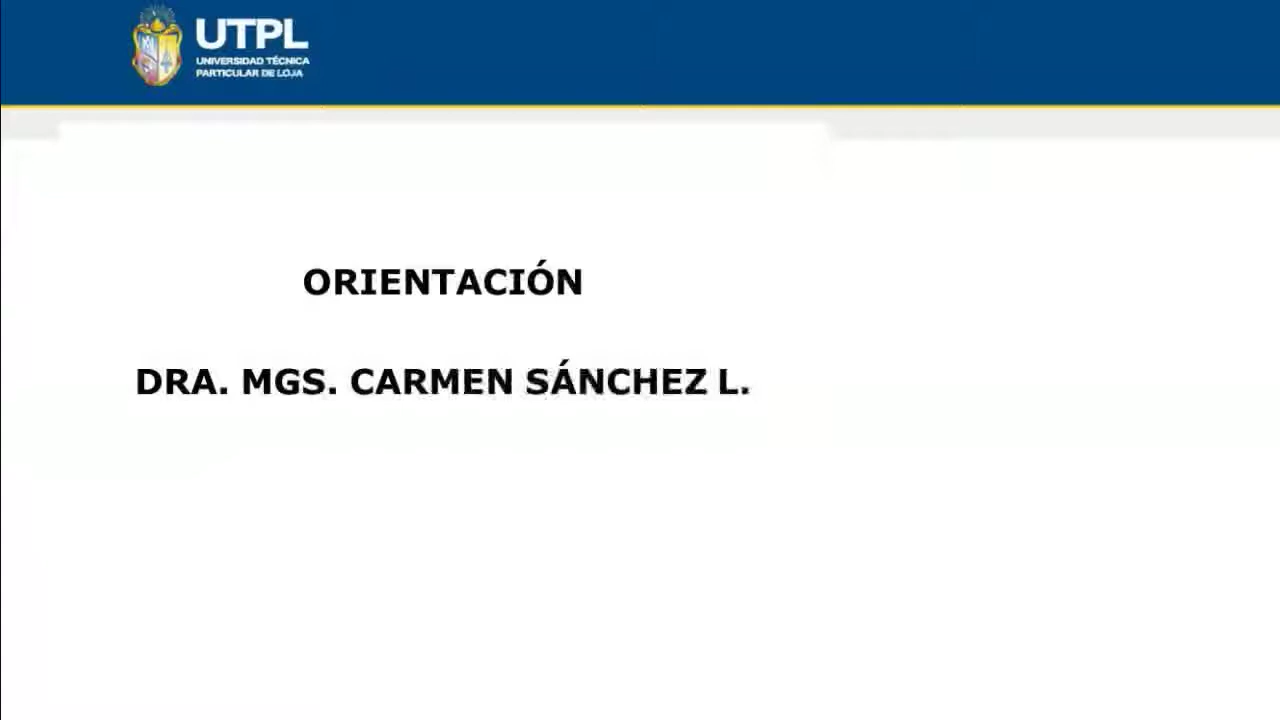 UTPL
UNIVERSIDAD TÉCNICA
PARTICULAR DE LOJA
ORIENTACIÓN
DRA. MGS. CARMEN SÁNCHEZ L.